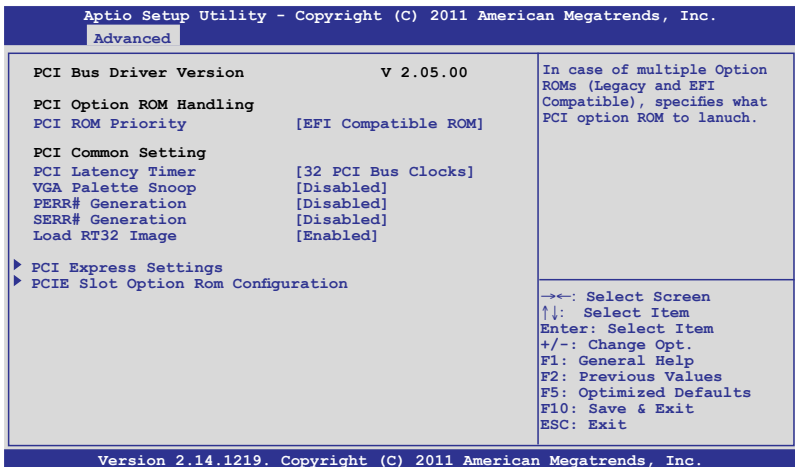 Aptio Setup Utility - Copyright (C) 2011 American Megatrends, Inc.
Advanced
PCI Bus Driver Version V 2.05.00
PCI Option ROM Handling
PCI ROM Priority [EFI Compatible ROM]
PCI Common Setting
PCI Latency Timer [32 PCI Bus Clocks]
VGA Palette Snoop [Disabled]
PERR# Generation [Disabled]
SERR# Generation [Disabled]
Load RT32 Image [Enabled]
PCI Express Settings
PCIE Slot Option Rom Configuration
In case of multiple Option
ROMs (Legacy and EFI
Compatible), specifies what
PCI option ROM to lanuch.
→←: Select Screen
↑↓: Select Item
Enter: Select Item
+/-: Change Opt.
F1: General Help
F2: Previous Values
F5: Optimized Defaults
F10: Save & Exit
ESC: Exit
Version 2.14.1219. Copyright (C) 2011 American Megatrends, Inc.